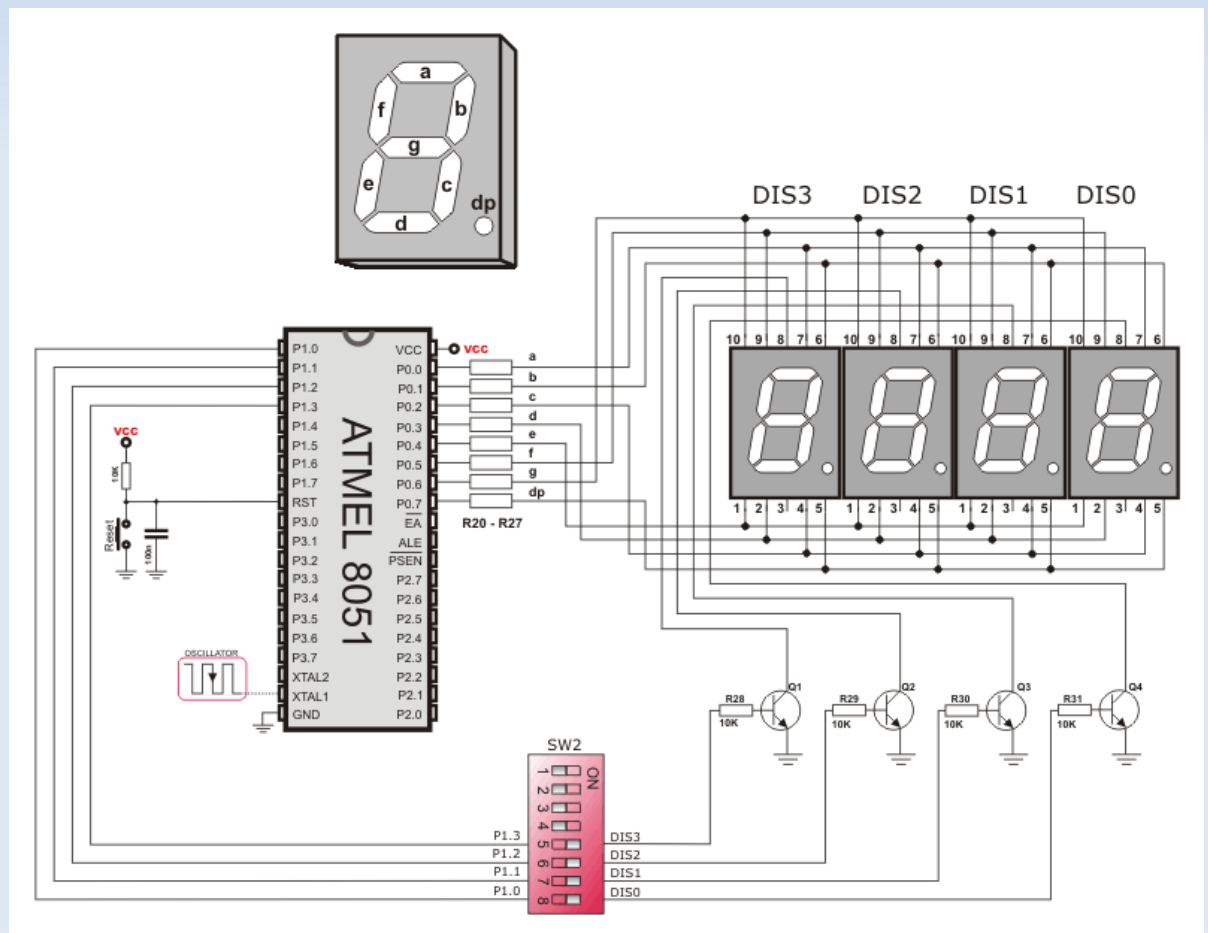 a
f
b
g
e
c
d
dp
DIS3 DIS2 DIS1 DIS0
10 9 8 7 6 10 9 8 7 6 10 9 8 7 6 10 9 8 7 6
1 2 3 4 5 1 2 3 4 5 1 2 3 4 5 1 2 3 4 5
ATMEL 8051
P1.0
P1.1
P1.2
P1.3
P1.4
P1.5
P1.6
P1.7
RST
P3.0
P3.1
P3.2
P3.3
P3.4
P3.5
P3.6
P3.7
XTAL2
XTAL1
GND
VCC
P0.0
P0.1
P0.2
P0.3
P0.4
P0.5
P0.6
P0.7
EA
ALE
PSEN
P2.7
P2.6
P2.5
P2.4
P2.3
P2.2
P2.1
P2.0
vcc
a
b
c
d
e
f
g
dp
R20 - R27
vcc
10K
Reset
100n
OSCILLATOR
R28
10K
Q1
R29
10K
Q2
R30
10K
Q3
R31
10K
Q4
SW2
ON
1
2
3
4
5
6
7
8
P1.3
P1.2
P1.1
P1.0
DIS3
DIS2
DIS1
DIS0